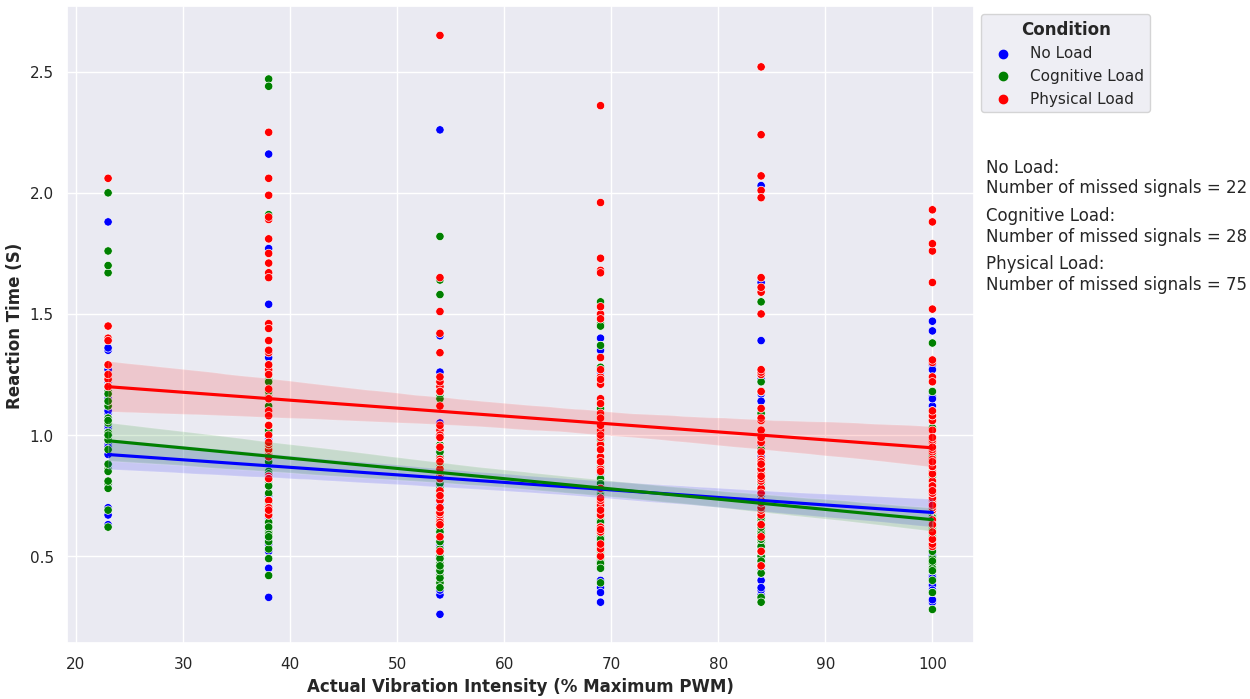 2.5
2.0
1.5
1.0
0.5
Reaction Time (S)
20 30 40 50 60 70 80 90 100
Actual Vibration Intensity (% Maximum PWM)
Condition
No Load
Cognitive Load
Physical Load
No Load:
Number of missed signals = 22
Cognitive Load:
Number of missed signals = 28
Physical Load:
Number of missed signals = 75